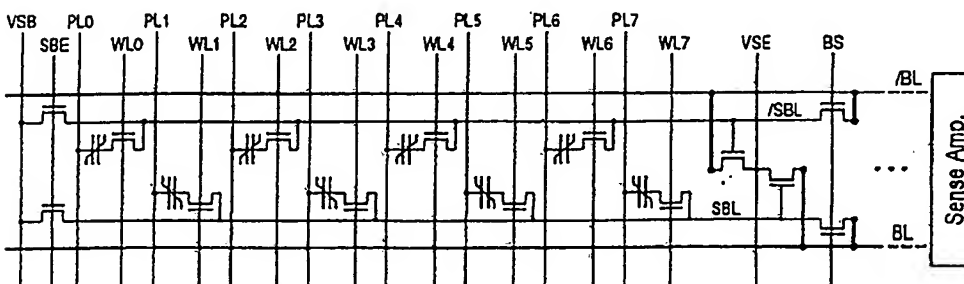 VSB PL0 PL1 PL2 PL3 PL4 PL5 PL6 PL7
SBE WL0 WL1 WL2 WL3 WL4 WL5 WL6 WL7 VSE BS
/BL
/SBL
SBL
BL
Sense Amp.